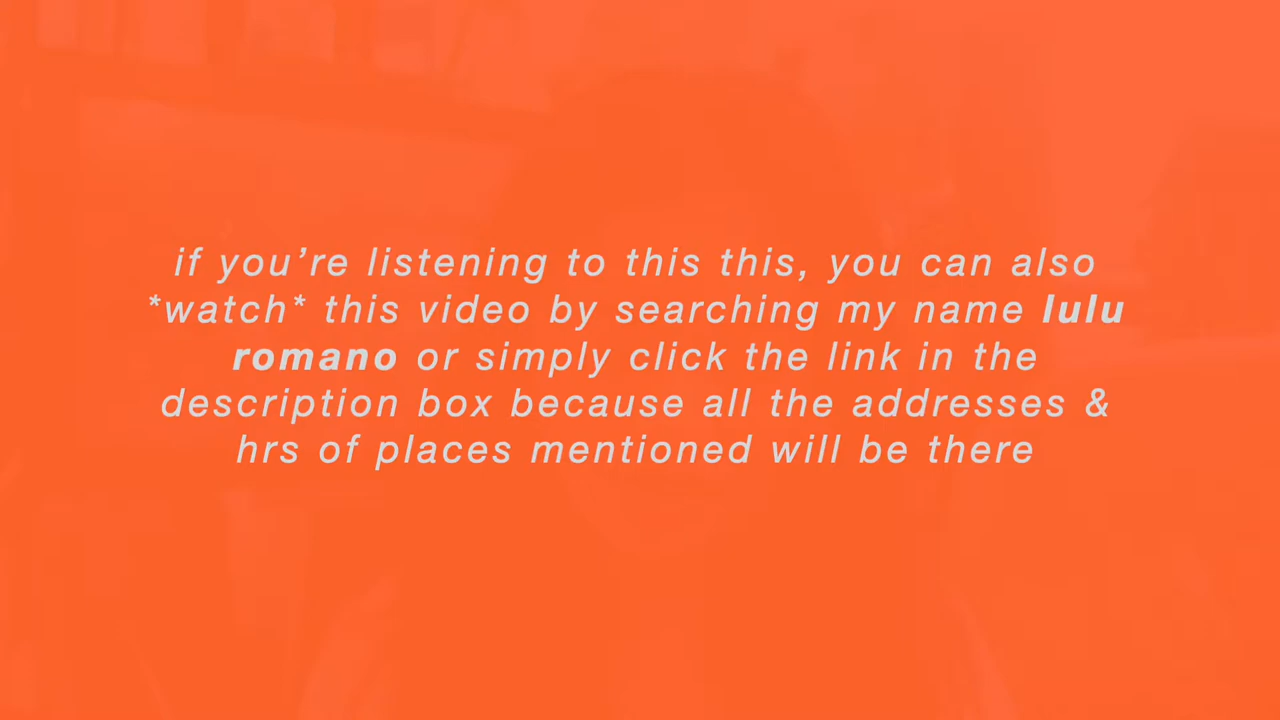 if you’re listening to this this, you can also
*watch* this video by searching my name lulu
romano or simply click the link in the
description box because all the addresses &
hrs of places mentioned will be there